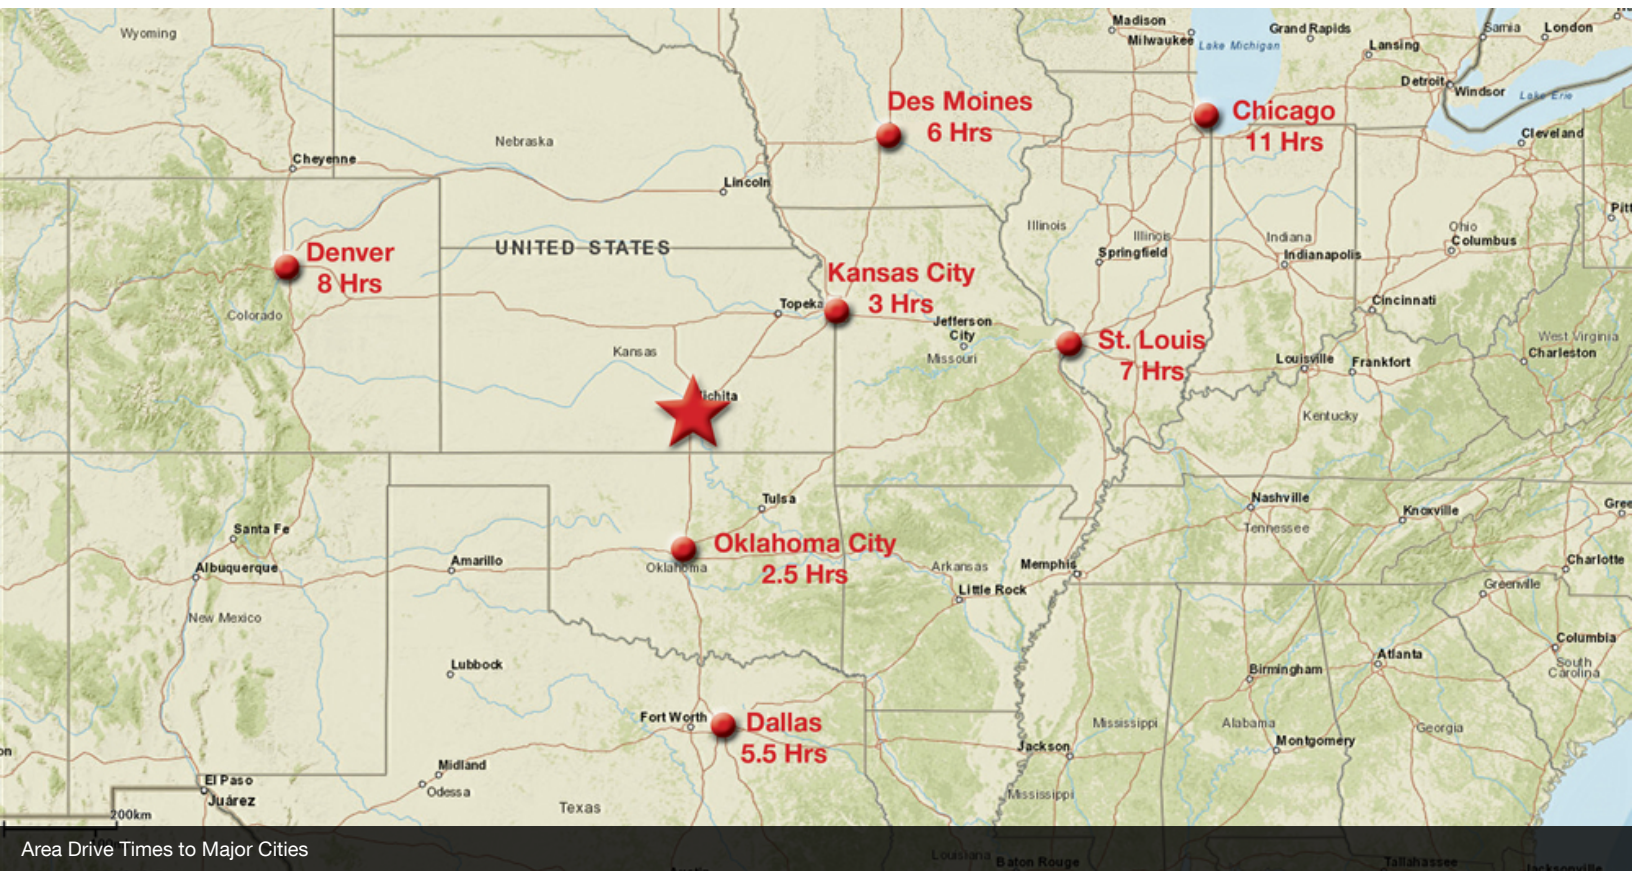 Wyoming
Madison
Milwaukee
Lake Michigan
Grand Rapids
Lansing
Sarnia
London
Detroit
Windsor
Lake Erie
Des Moines
6 Hrs
Chicago
11 Hrs
Cleveland
Nebraska
Cheyenne
Lincoln
Illinois
Illinois
Springfield
Indiana
Indianapolis
Ohio
Columbus
Pitt
UNITED STATES
Denver
8 Hrs
Colorado
Kansas City
3 Hrs
Topeka
Jefferson
City
Missouri
St. Louis
7 Hrs
Cincinnati
West Virginia
Charleston
Louisville
Frankfort
Kentucky
Kansas
ichita
Tulsa
Nashville
Tennessee
Knoxville
Gree
Santa Fe
Albuquerque
New Mexico
Amarillo
Oklahoma City
2.5 Hrs
Oklahoma
Arkansas
Little Rock
Memphis
Charlotte
Greenville
Columbia
South
Carolina
Atlanta
Birmingham
Lubbock
Fort Worth
Dallas
5.5 Hrs
Mississippi
Alabama
Georgia
Montgomery
Jackson
Mississippi
Midland
Odessa
El Paso
Juárez
Texas
200km
Area Drive Times to Major Cities
Louisiana
Baton Rouge
Tallahassee
Jacksonville
Austin